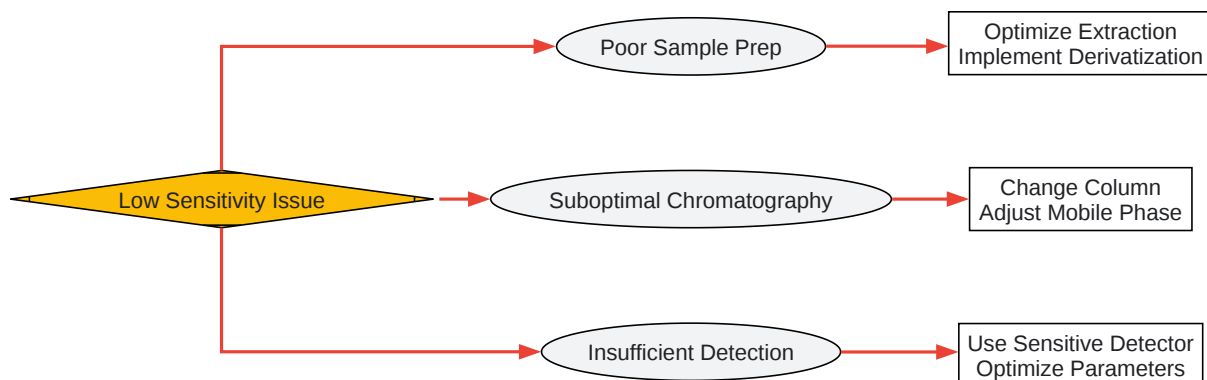 Poor Sample Prep
Optimize Extraction
Implement Derivatization
Low Sensitivity Issue
Suboptimal Chromatography
Change Column
Adjust Mobile Phase
Insufficient Detection
Use Sensitive Detector
Optimize Parameters